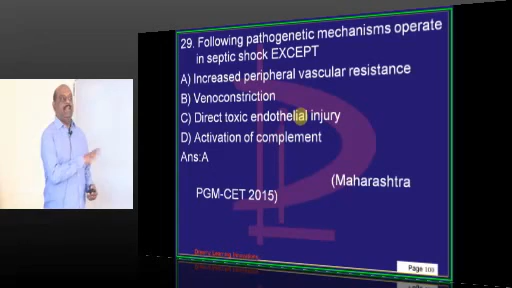 29. Following pathogenetic mechanisms operate
in septic shock EXCEPT
A) Increased peripheral vascular resistance
B) Venoconstriction
C) Direct toxic endothelial injury
D) Activation of complement
Ans:A
(Maharashtra
PGM-CET 2015)
Page 100